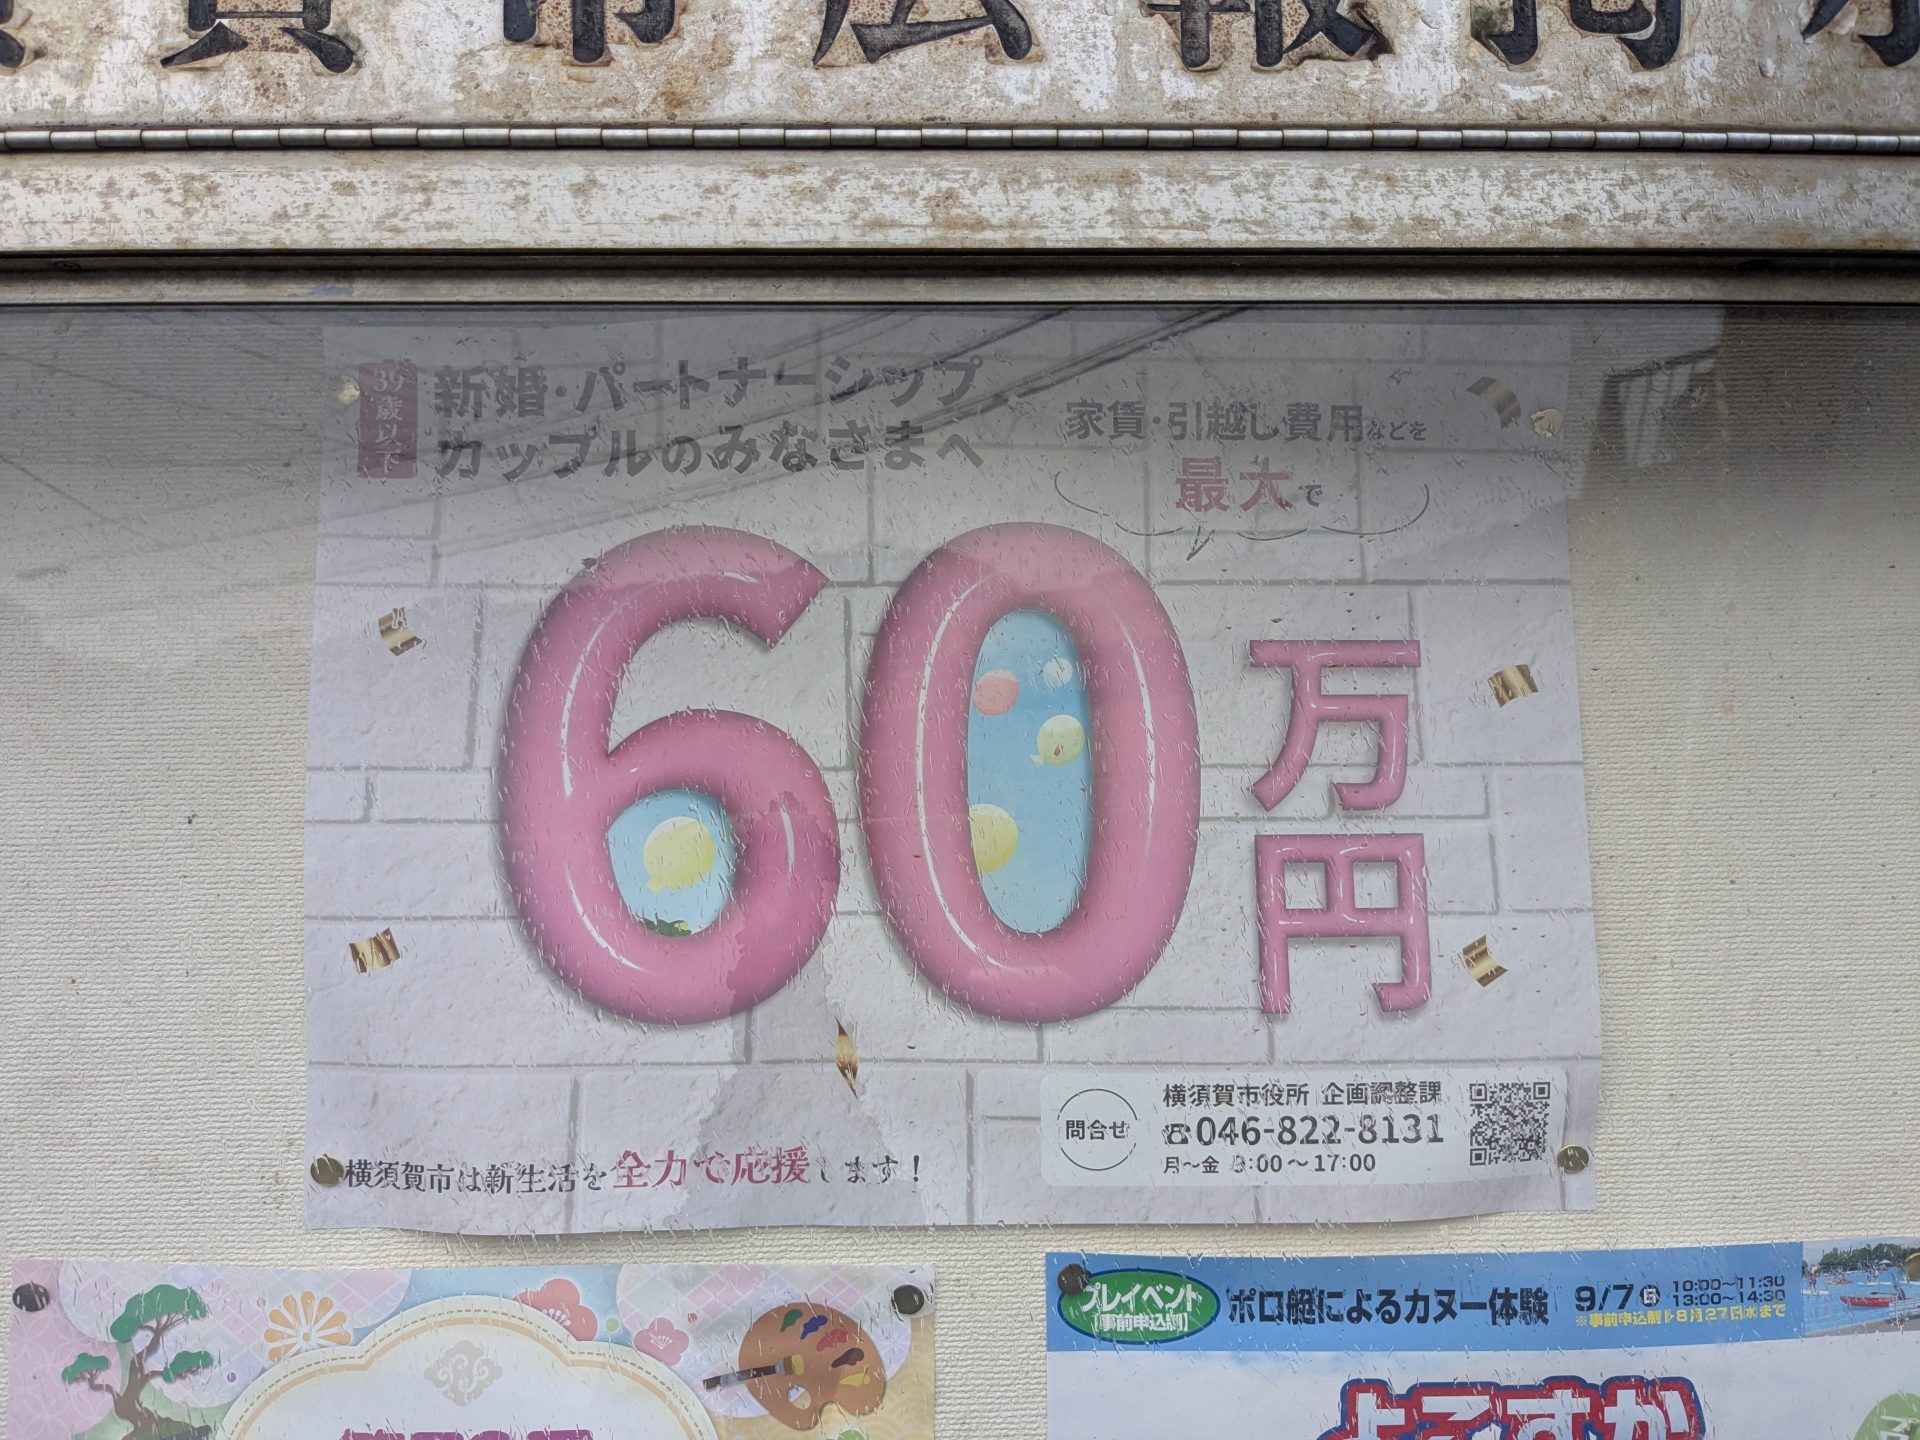 賀市広報掲示
39歳以下
新婚・パートナーシップ
カップルのみなさまへ
家賃・引越し費用などを
最大で
60万円
横須賀市は新生活を全力で応援します!
問合せ
横須賀市役所 企画調整課
☎046-822-8131
月～金 9:00～17:00
プレイベント
【事前申込制】
ポロ艇によるカヌー体験
9/7㊐
10:00～11:30
13:00～14:30
※事前申込制 8月27日(水)まで
よこすか